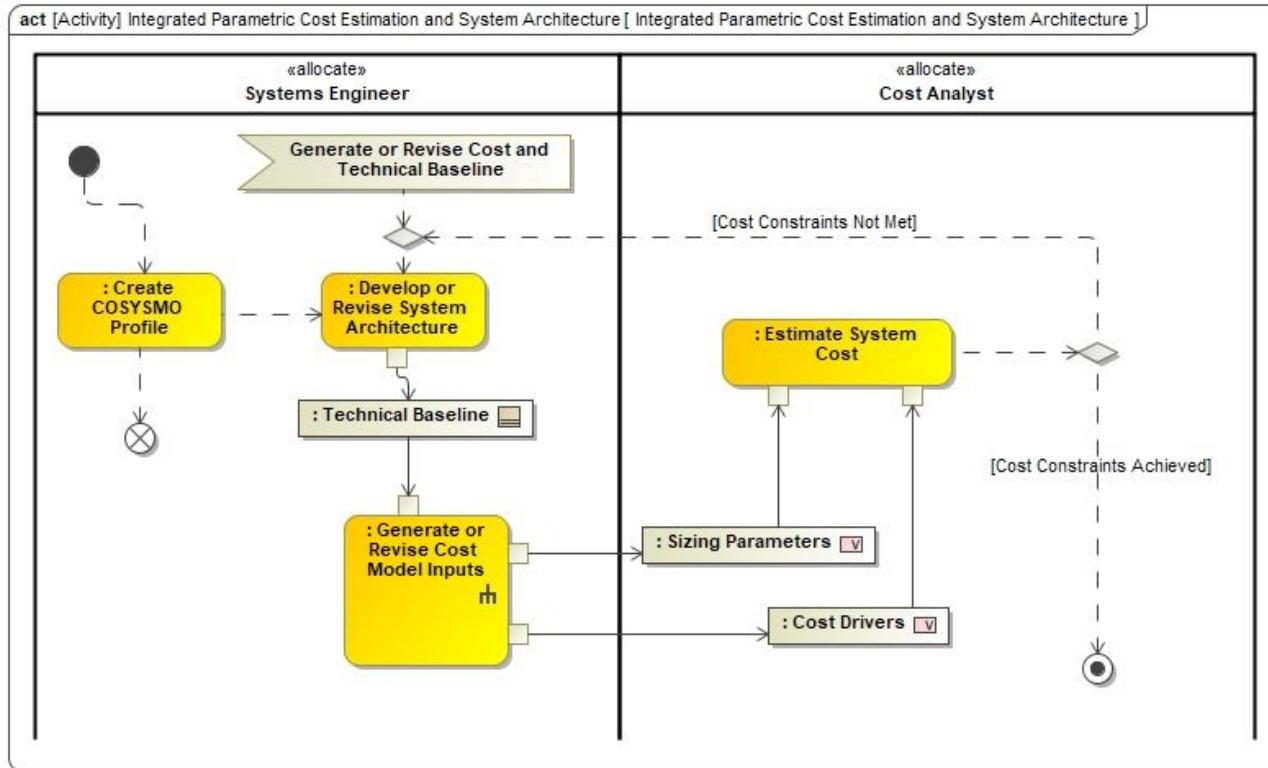 act [Activity] Integrated Parametric Cost Estimation and System Architecture [ Integrated Parametric Cost Estimation and System Architecture ]
«allocate»
Systems Engineer
«allocate»
Cost Analyst
Generate or Revise Cost and
Technical Baseline
[Cost Constraints Not Met]
: Create
COSYSMO
Profile
: Develop or
Revise System
Architecture
: Estimate System
Cost
: Technical Baseline
[Cost Constraints Achieved]
: Generate or
Revise Cost
Model Inputs
: Sizing Parameters V
: Cost Drivers V